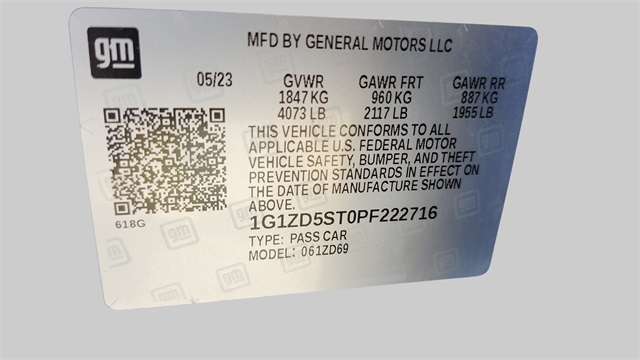 gm
MFD BY GENERAL MOTORS LLC
05/23 GVWR GAWR FRT GAWR RR
1847 KG 960 KG 887 KG
4073 LB 2117 LB 1955 LB
THIS VEHICLE CONFORMS TO ALL
APPLICABLE U.S. FEDERAL MOTOR
VEHICLE SAFETY, BUMPER, AND THEFT
PREVENTION STANDARDS IN EFFECT ON
THE DATE OF MANUFACTURE SHOWN
ABOVE.
618G
1G1ZD5ST0PF222716
TYPE: PASS CAR
MODEL: 061ZD69